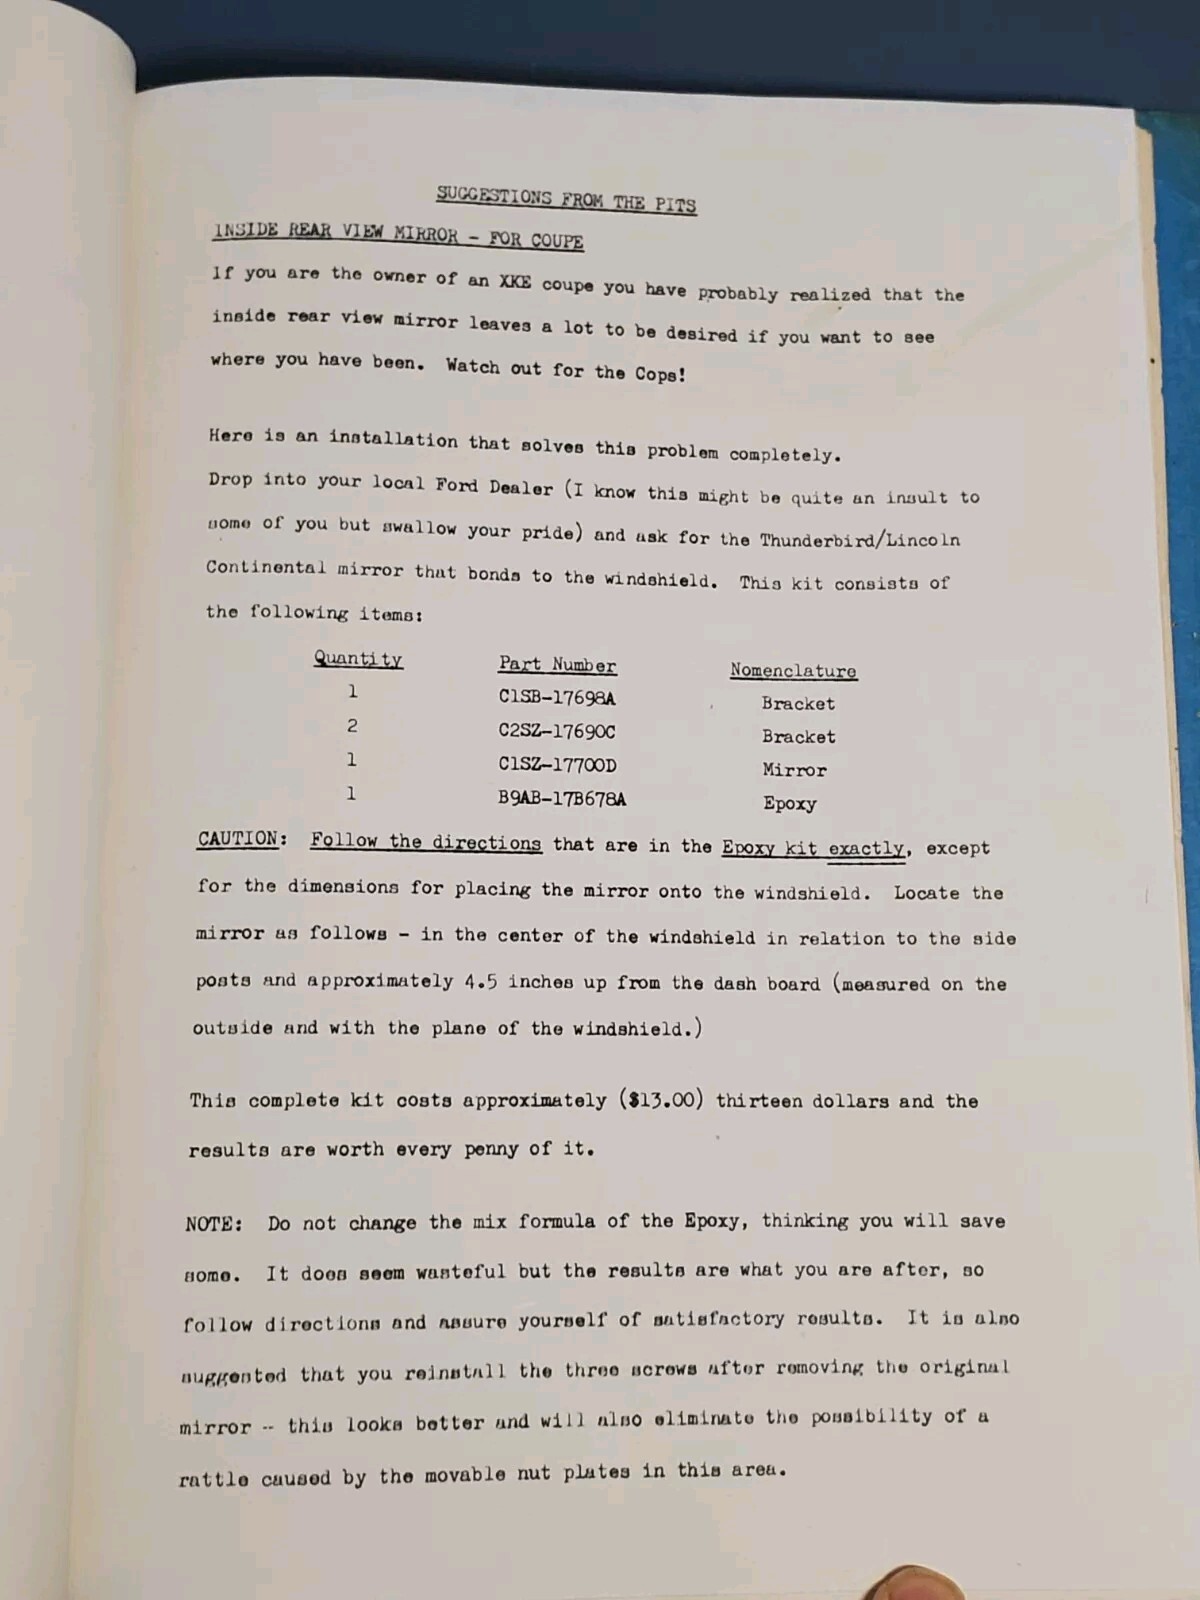 SUGGESTIONS FROM THE PITS
INSIDE REAR VIEW MIRROR - FOR COUPE
If you are the owner of an XKE coupe you have probably realized that the
inside rear view mirror leaves a lot to be desired if you want to see
where you have been. Watch out for the Cops!
Here is an installation that solves this problem completely.
Drop into your local Ford Dealer (I know this might be quite an insult to
some of you but swallow your pride) and ask for the Thunderbird/Lincoln
Continental mirror that bonds to the windshield. This kit consists of
the following items:
Quantity Part Number Nomenclature
1 C1SB-17698A Bracket
2 C2SZ-17690C Bracket
1 C1SZ-17700D Mirror
1 B9AB-17B678A Epoxy
CAUTION: Follow the directions that are in the Epoxy kit exactly, except
for the dimensions for placing the mirror onto the windshield. Locate the
mirror as follows - in the center of the windshield in relation to the side
posts and approximately 4.5 inches up from the dash board (measured on the
outside and with the plane of the windshield.)
This complete kit costs approximately ($13.00) thirteen dollars and the
results are worth every penny of it.
NOTE: Do not change the mix formula of the Epoxy, thinking you will save
some. It does seem wasteful but the results are what you are after, so
follow directions and assure yourself of satisfactory results. It is also
suggested that you reinstall the three screws after removing the original
mirror -- this looks better and will also eliminate the possibility of a
rattle caused by the movable nut plates in this area.